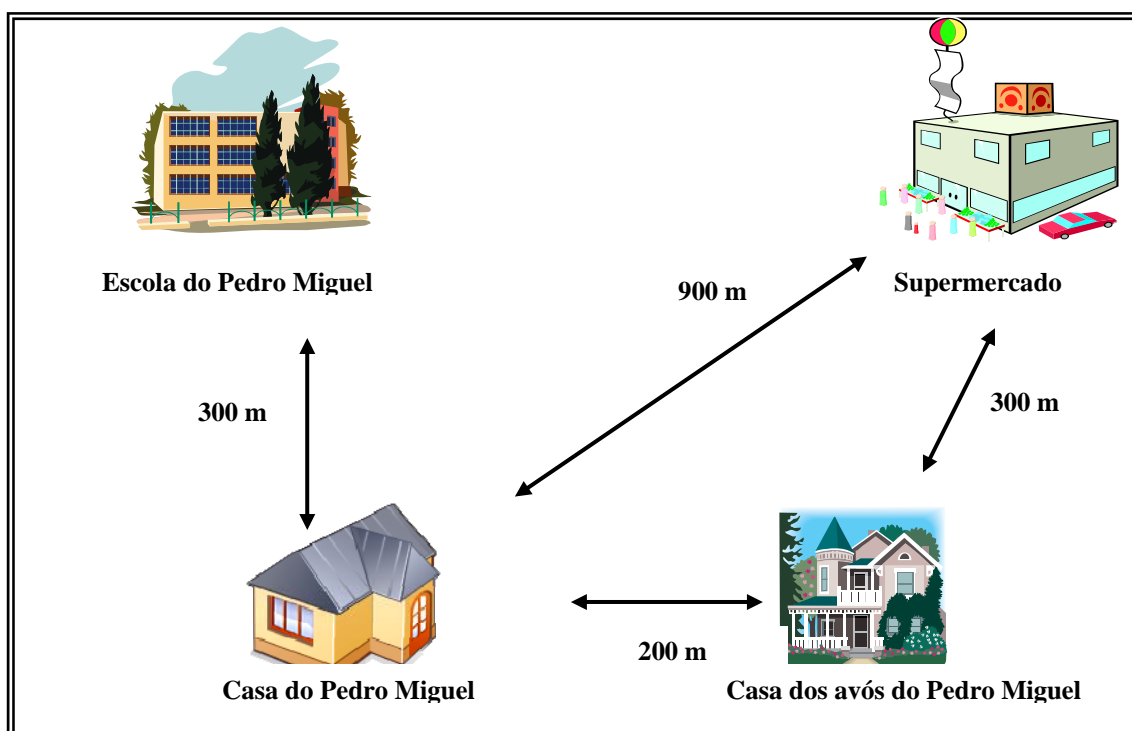 Escola do Pedro Miguel
Supermercado
900 m
300 m
300 m
200 m
Casa do Pedro Miguel
Casa dos avós do Pedro Miguel